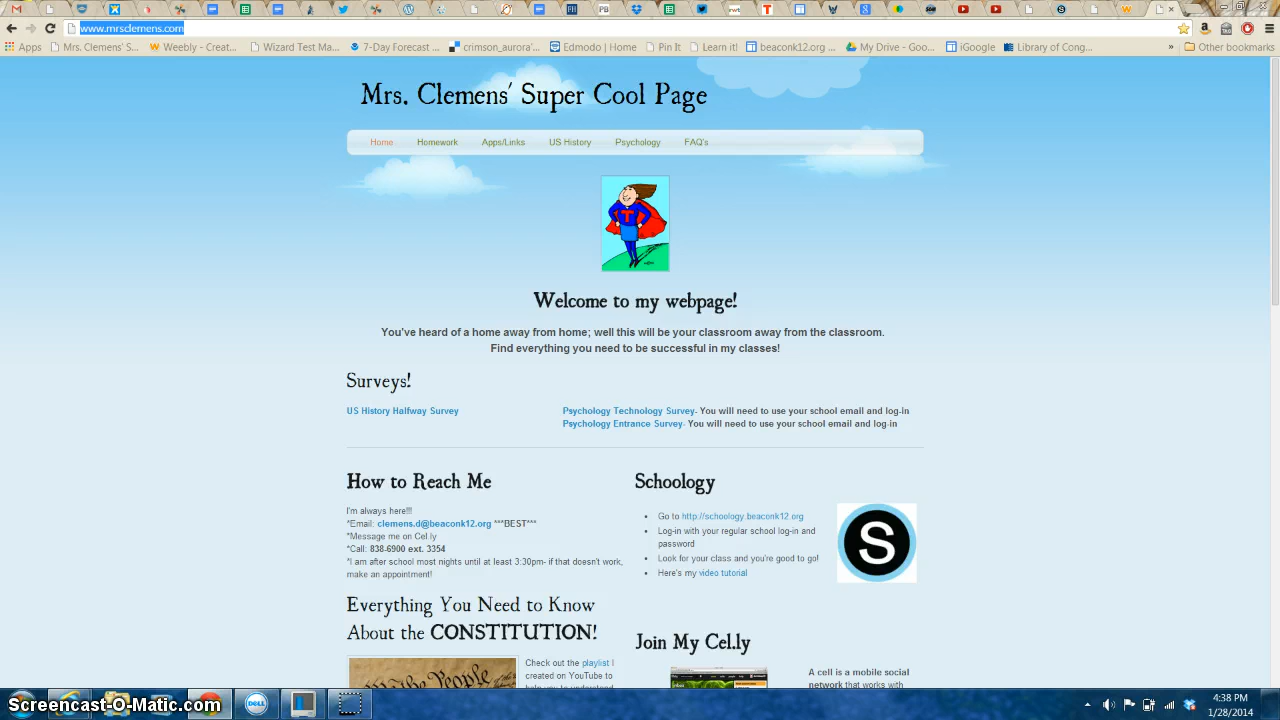 www.mrsclemens.com
Apps
Mrs. Clemens' S...
Weebly - Creat...
Wizard Test Ma...
7-Day Forecast ...
crimson_aurora'...
Edmodo | Home
Pin It
Learn it!
beaconk12.org ...
My Drive - Goo...
iGoogle
Library of Cong...
»
Other bookmarks
Mrs. Clemens' Super Cool Page
Home
Homework
Apps/Links
US History
Psychology
FAQ's
Welcome to my webpage!
You've heard of a home away from home; well this will be your classroom away from the classroom.
Find everything you need to be successful in my classes!
Surveys!
US History Halfway Survey
Psychology Technology Survey- You will need to use your school email and log-in
Psychology Entrance Survey- You will need to use your school email and log-in
How to Reach Me
I'm always here!!!
*Email: clemens.d@beaconk12.org ***BEST***
*Message me on Cel.ly
*Call: 838-6900 ext. 3354
*I am after school most nights until at least 3:30pm- if that doesn't work,
make an appointment!
Schoology
Go to http://schoology.beaconk12.org
Log-in with your regular school log-in and
password
Look for your class and you're good to go!
Here's my video tutorial
S
Everything You Need to Know
About the CONSTITUTION!
We the People
Check out the playlist I
created on YouTube to
Join My Cel.ly
A cell is a mobile social
network that works with
Screencast-O-Matic.com
DELL
4:38 PM
1/28/2014